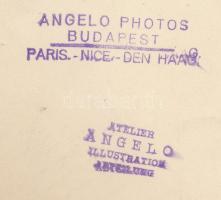 ANGELO PHOTOS
BUDAPEST
PARIS.-NICE.-DEN HAAG.
ATELIER
ANGELO
ILLUSTRATION
ABTEILUNG